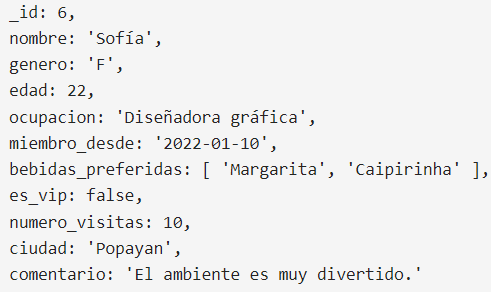 _id: 6,
nombre: 'Sofía',
genero: 'F',
edad: 22,
ocupacion: 'Diseñadora gráfica',
miembro_desde: '2022-01-10',
bebidas_preferidas: [ 'Margarita', 'Caipirinha' ],
es_vip: false,
numero_visitas: 10,
ciudad: 'Popayan',
comentario: 'El ambiente es muy divertido.'